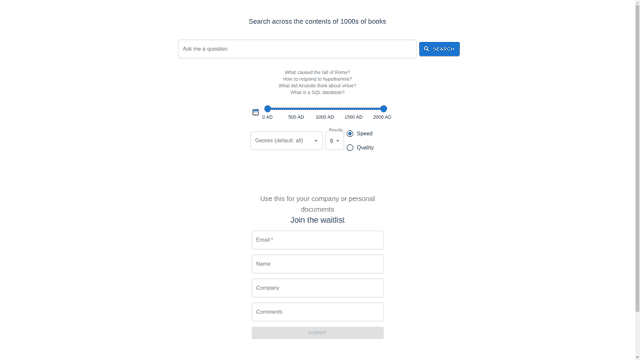 Search across the contents of 1000s of books
Ask me a question
SEARCH
What caused the fall of Rome?
How to respond to hypothermia?
What did Aristotle think about virtue?
What is a SQL database?
0 AD 500 AD 1000 AD 1500 AD 2000 AD
Results
Genres (default: all) 6
Speed
Quality
Use this for your company or personal
documents
Join the waitlist
Email *
Name
Company
Comments
SUBMIT